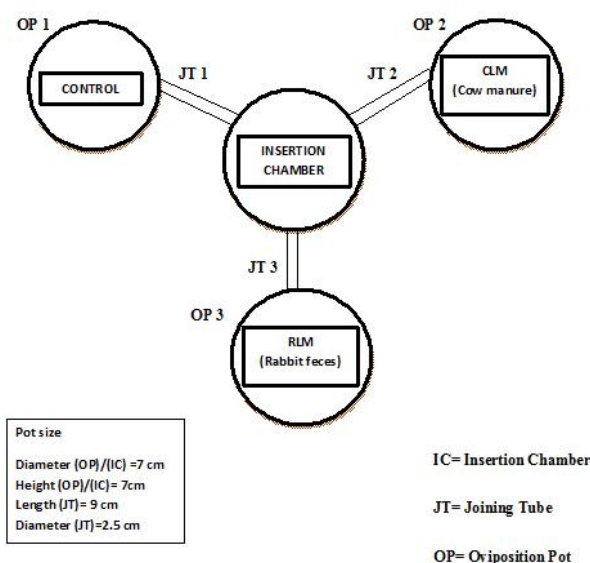 OP 1
OP 2
CONTROL
JT 1
JT 2
CLM
(Cow manure)
INSERTION
CHAMBER
JT 3
OP 3
RLM
(Rabbit feces)
Pot size
Diameter (OP)/(IC) =7 cm
Height (OP)/(IC)= 7cm
Length (JT)= 9 cm
Diameter (JT)=2.5 cm
IC= Insertion Chamber
JT= Joining Tube
OP= Oviposition Pot